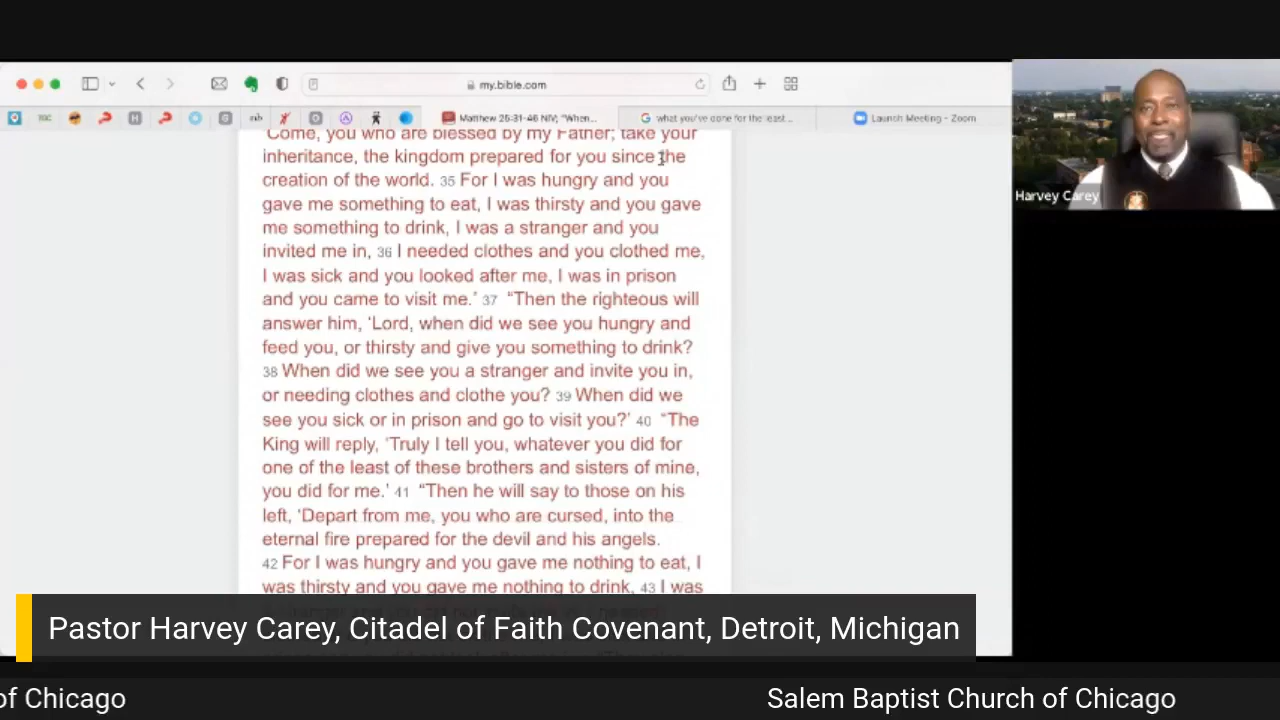 my.bible.com
Matthew 25:31-46 NIV; "When...
what you've done for the least...
Launch Meeting - Zoom
'Come, you who are blessed by my Father; take your
inheritance, the kingdom prepared for you since the
creation of the world. 35 For I was hungry and you
gave me something to eat, I was thirsty and you gave
me something to drink, I was a stranger and you
invited me in, 36 I needed clothes and you clothed me,
I was sick and you looked after me, I was in prison
and you came to visit me.' 37 "Then the righteous will
answer him, 'Lord, when did we see you hungry and
feed you, or thirsty and give you something to drink?
38 When did we see you a stranger and invite you in,
or needing clothes and clothe you? 39 When did we
see you sick or in prison and go to visit you?' 40 "The
King will reply, 'Truly I tell you, whatever you did for
one of the least of these brothers and sisters of mine,
you did for me.' 41 "Then he will say to those on his
left, 'Depart from me, you who are cursed, into the
eternal fire prepared for the devil and his angels.
42 For I was hungry and you gave me nothing to eat, I
was thirsty and you gave me nothing to drink, 43 I was
Harvey Carey
Pastor Harvey Carey, Citadel of Faith Covenant, Detroit, Michigan
of Chicago
Salem Baptist Church of Chicago